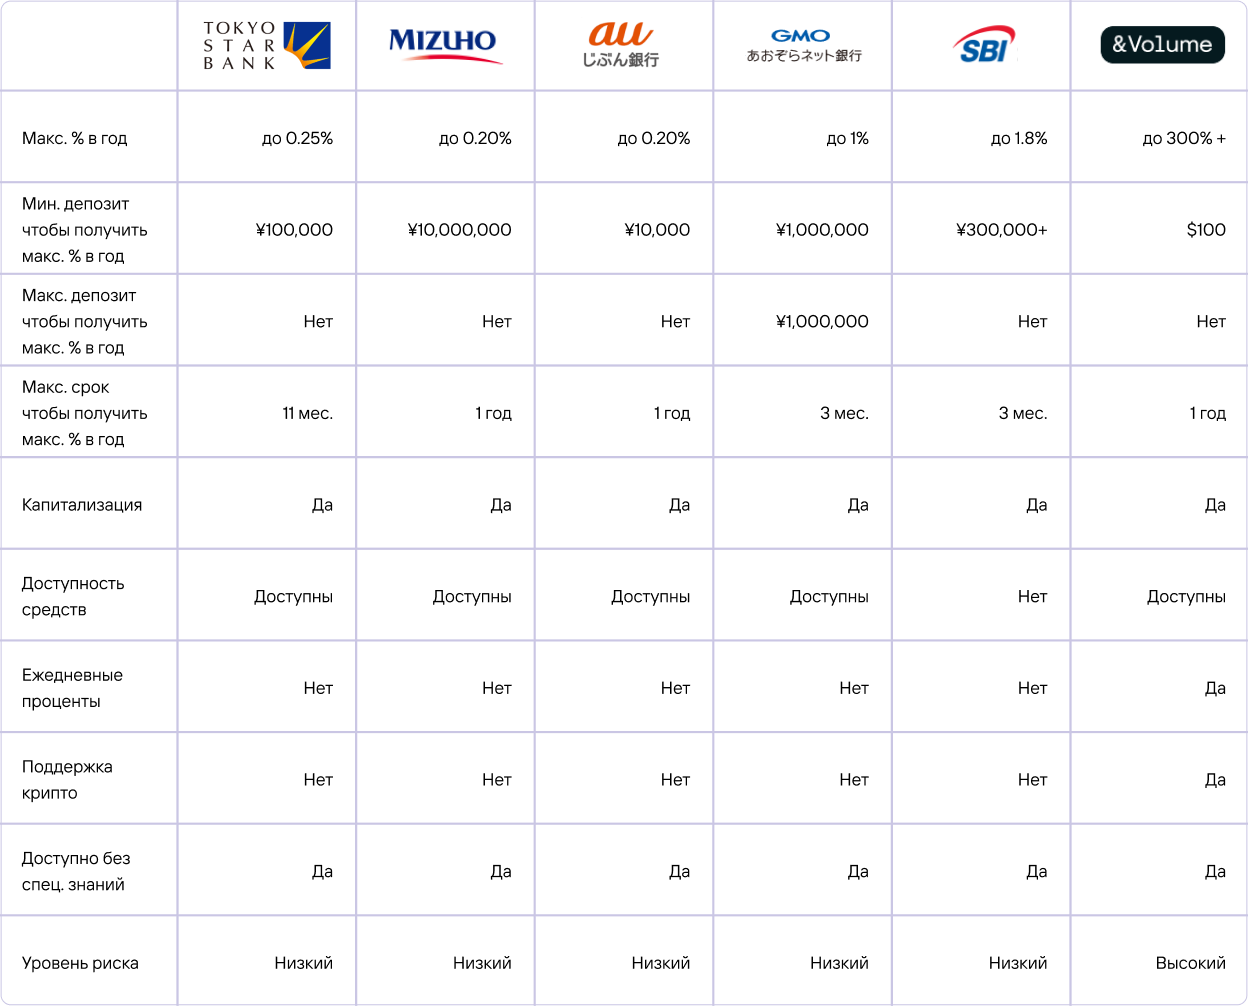 TOKYO
STAR
BANK
MIZUHO
au
じぶん銀行
GMO
あおぞらネット銀行
SBI
&Volume
Макс. % в год
до 0.25%
до 0.20%
до 0.20%
до 1%
до 1.8%
до 300% +
Мин. депозит
чтобы получить
макс. % в год
¥100,000
¥10,000,000
¥10,000
¥1,000,000
¥300,000+
$100
Макс. депозит
чтобы получить
макс. % в год
Нет
Нет
Нет
¥1,000,000
Нет
Нет
Макс. срок
чтобы получить
макс. % в год
11 мес.
1 год
1 год
3 мес.
3 мес.
1 год
Капитализация
Да
Да
Да
Да
Да
Да
Доступность
средств
Доступны
Доступны
Доступны
Доступны
Нет
Доступны
Ежедневные
проценты
Нет
Нет
Нет
Нет
Нет
Да
Поддержка
крипто
Нет
Нет
Нет
Нет
Нет
Да
Доступно без
спец. знаний
Да
Да
Да
Да
Да
Да
Уровень риска
Низкий
Низкий
Низкий
Низкий
Низкий
Высокий